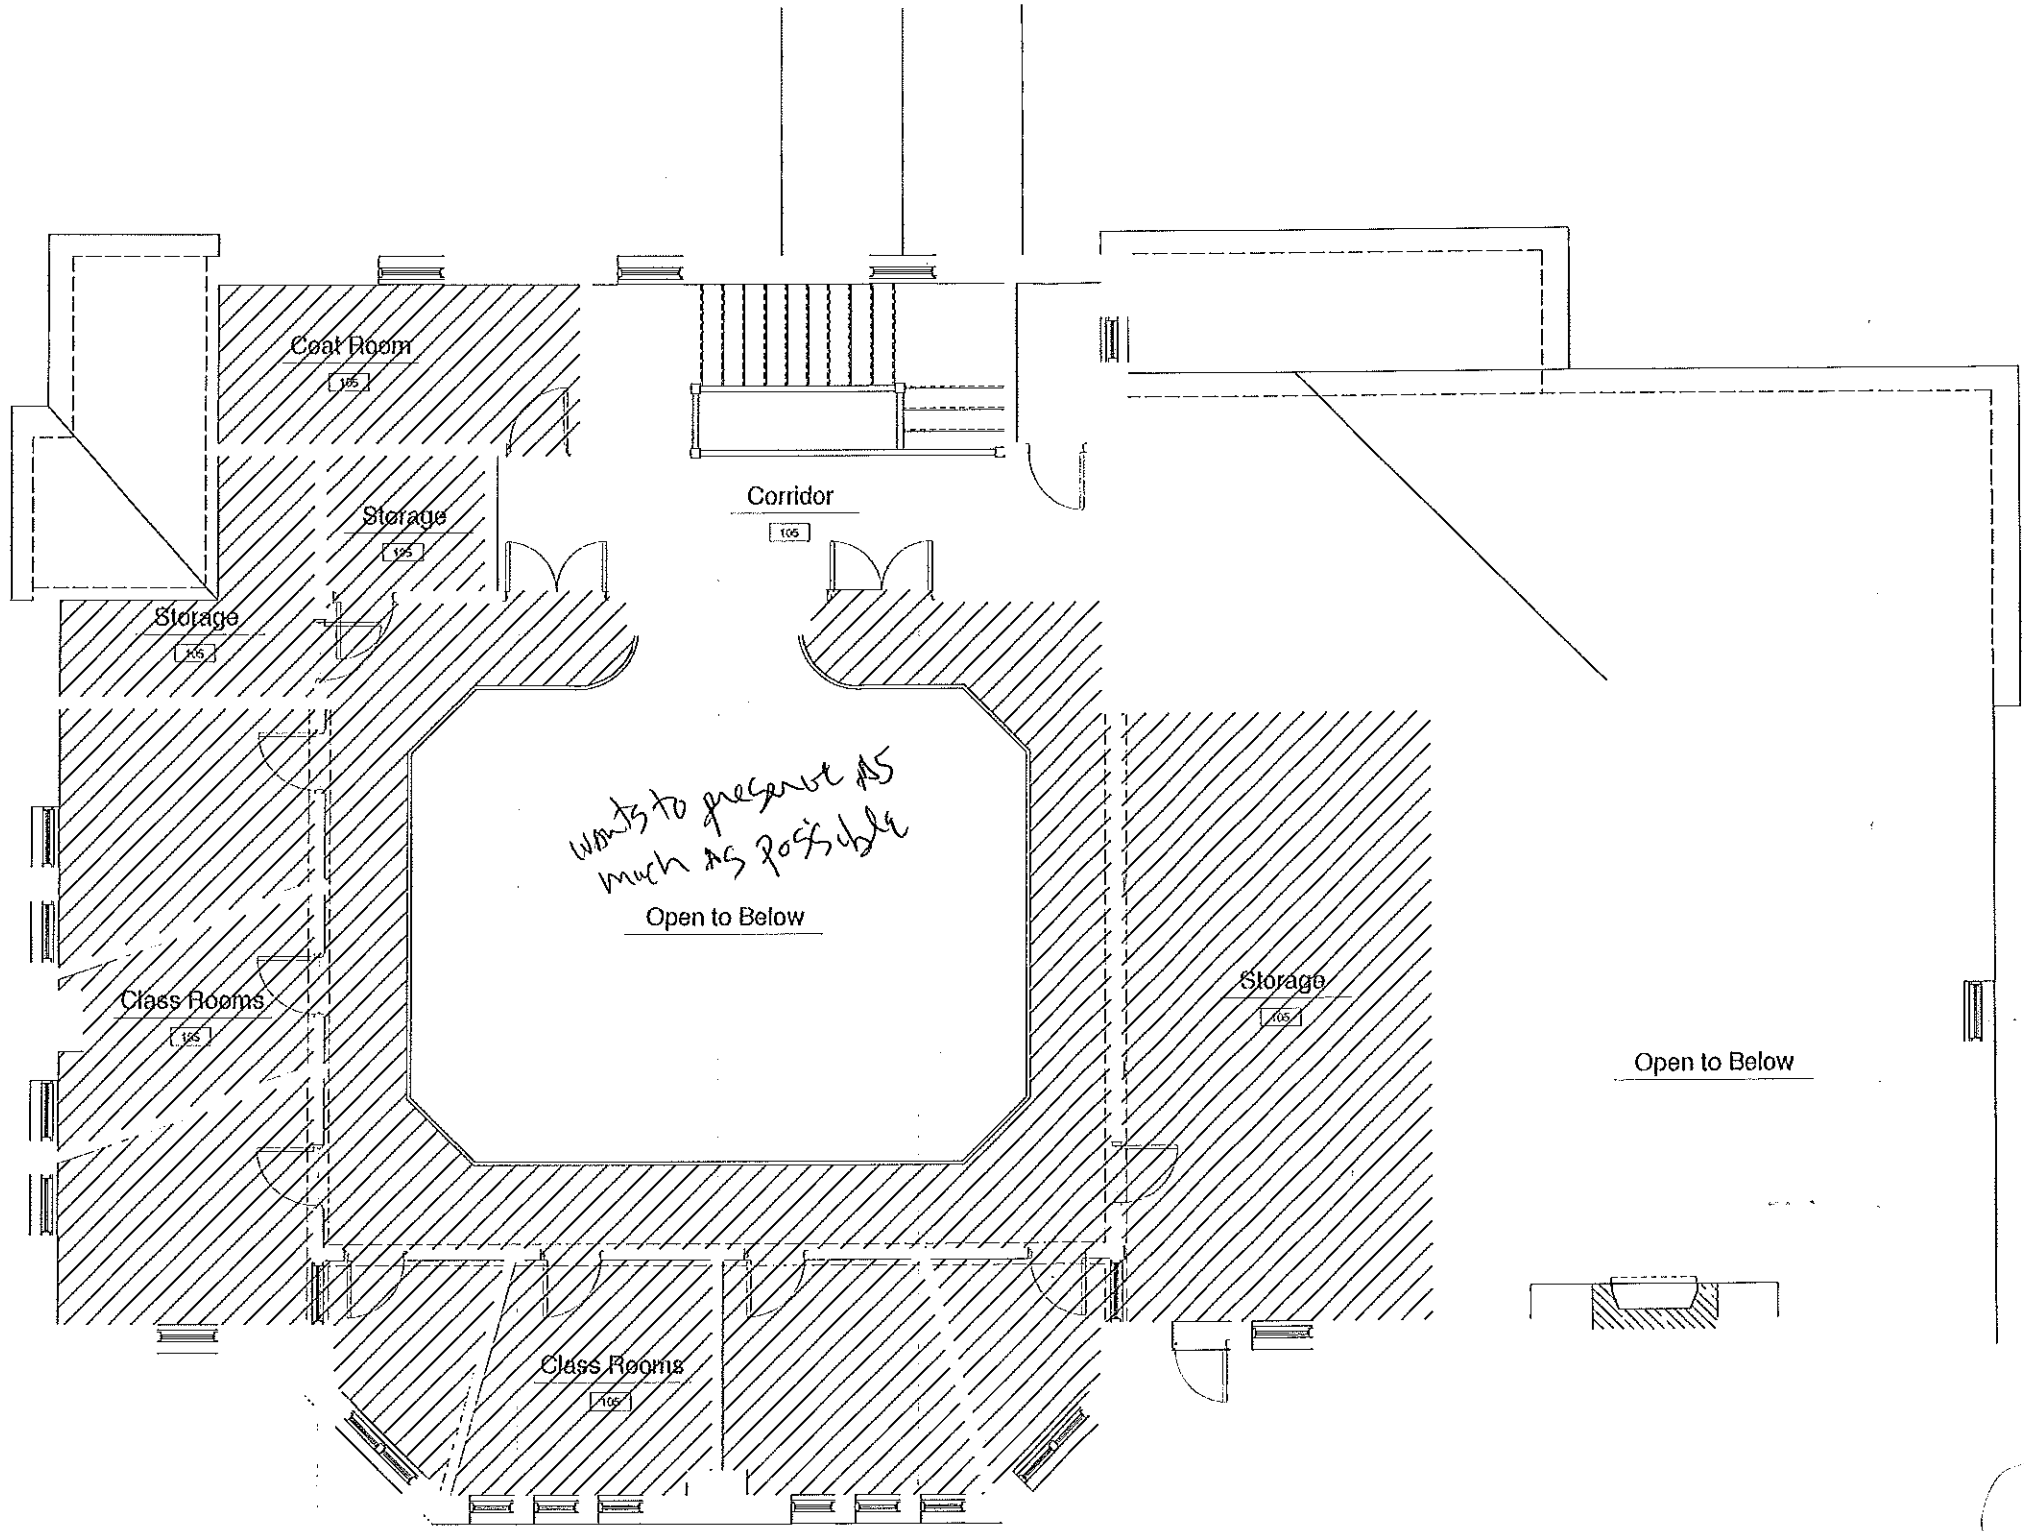 Coat Room
105
Storage
105
Corridor
105
Storage
105
wants to preserve As
much As possible
Open to Below
Class Rooms
105
Storage
105
Open to Below
Class Rooms
105